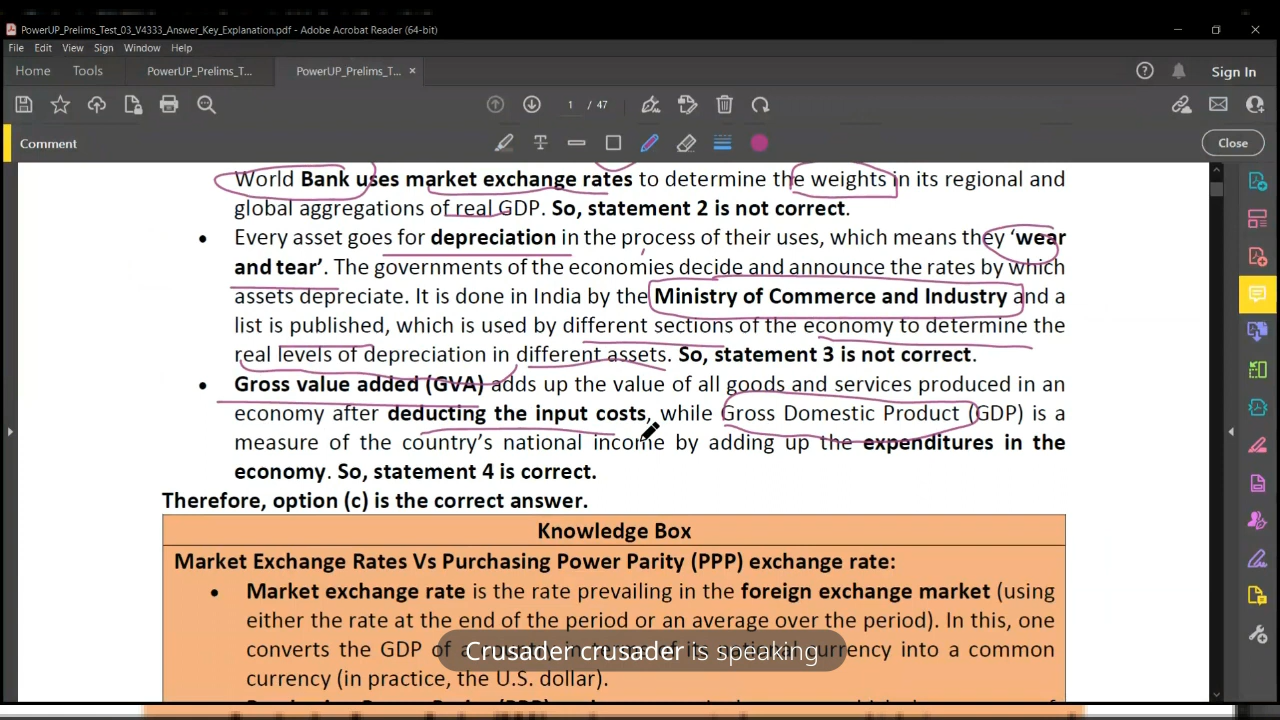 PowerUP_Prelims_Test_03_V4333_Answer_Key_Explanation.pdf - Adobe Acrobat Reader (64-bit)
File Edit View Sign Window Help
Home Tools PowerUP_Prelims_T... PowerUP_Prelims_T... × Sign In
1 / 47
Comment Close
World Bank uses market exchange rates to determine the weights in its regional and
global aggregations of real GDP. So, statement 2 is not correct.
• Every asset goes for depreciation in the process of their uses, which means they ‘wear
and tear’. The governments of the economies decide and announce the rates by which
assets depreciate. It is done in India by the Ministry of Commerce and Industry and a
list is published, which is used by different sections of the economy to determine the
real levels of depreciation in different assets. So, statement 3 is not correct.
• Gross value added (GVA) adds up the value of all goods and services produced in an
economy after deducting the input costs, while Gross Domestic Product (GDP) is a
measure of the country’s national income by adding up the expenditures in the
economy. So, statement 4 is correct.
Therefore, option (c) is the correct answer.
Knowledge Box
Market Exchange Rates Vs Purchasing Power Parity (PPP) exchange rate:
• Market exchange rate is the rate prevailing in the foreign exchange market (using
either the rate at the end of the period or an average over the period). In this, one
converts the GDP of a national currency into a common
Crusader crusader is speaking
currency (in practice, the U.S. dollar).